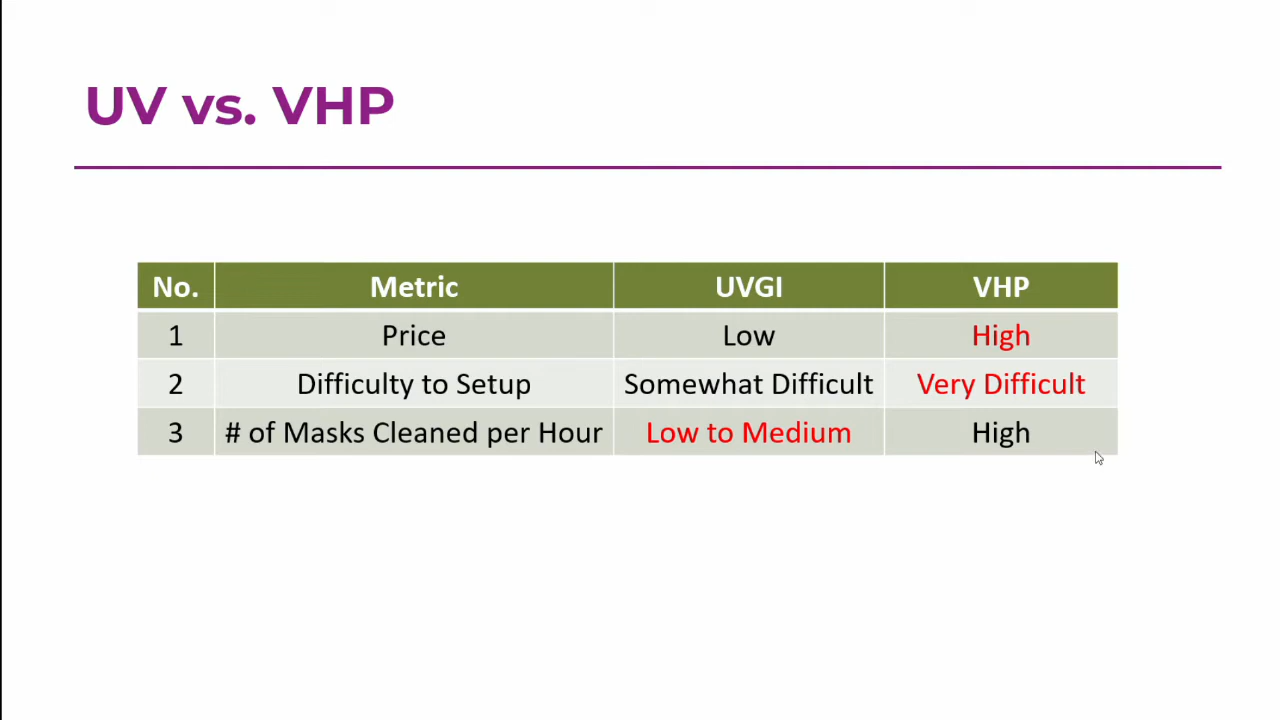 UV vs. VHP
No. Metric UVGI VHP
1 Price Low High
2 Difficulty to Setup Somewhat Difficult Very Difficult
3 # of Masks Cleaned per Hour Low to Medium High